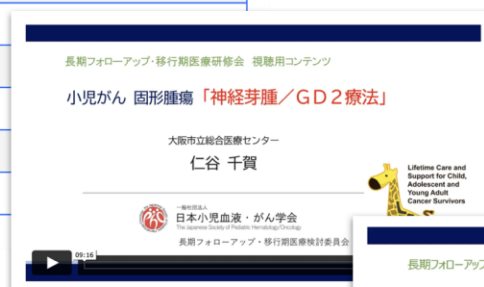 長期フォローアップ・移行期医療研修会 視聴用コンテンツ
小児がん 固形腫瘍「神経芽腫／GD2療法」
大阪市立総合医療センター
仁谷 千賀
Lifetime Care and
Support for Child,
Adolescent and
Young Adult
Cancer Survivors
一般社団法人
日本小児血液・がん学会
The Japanese Society of Pediatric Hematology/Oncology
長期フォローアップ・移行期医療検討委員会
09:16
長期フォローアップ